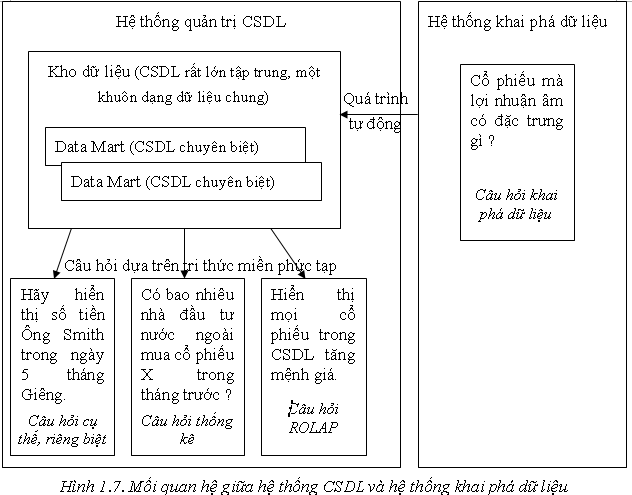 Hệ thống quản trị CSDL
Kho dữ liệu (CSDL rất lớn tập trung, một
khuôn dạng dữ liệu chung)
Data Mart (CSDL chuyên biệt)
Data Mart (CSDL chuyên biệt)
Câu hỏi dựa trên tri thức miền phức tạp
Hãy hiển
thị số tiền
Ông Smith
trong ngày
5 tháng
Giêng.
Câu hỏi cụ
thể, riêng biệt
Có bao nhiêu
nhà đầu tư
nước ngoài
mua cổ phiếu
X trong
tháng trước ?
Câu hỏi thống
kê
Hiển thị
mọi cổ
phiếu trong
CSDL tăng
mệnh giá.
Câu hỏi
ROLAP
Quá trình
tự động
Hệ thống khai phá dữ liệu
Cổ phiếu mà
lợi nhuân âm
có đặc trưng
gì ?
Câu hỏi khai
phá dữ liệu
Hình 1.7. Mối quan hệ giữa hệ thống CSDL và hệ thống khai phá dữ liệu